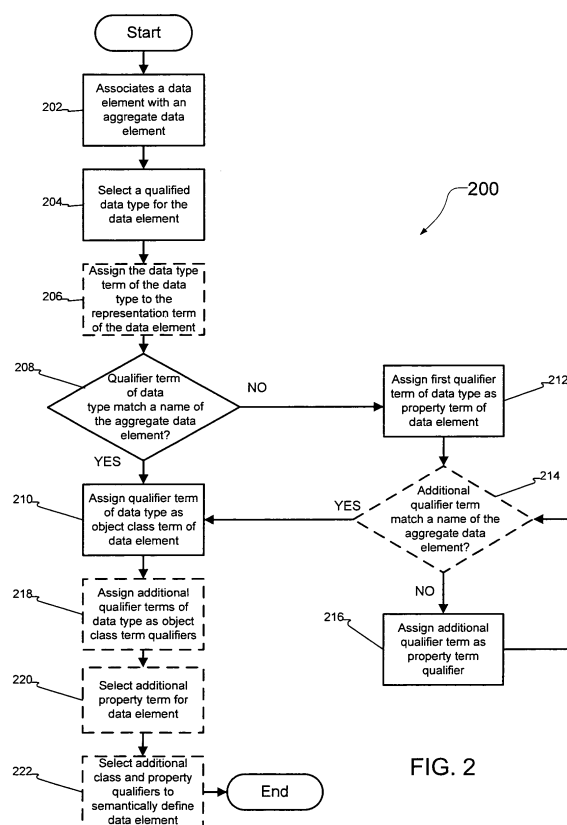 Start
202
Associates a data
element with an
aggregate data
element
204
Select a qualified
data type for the
data element
200
206
Assign the data type
term of the data
type to the
representation term
of the data element
208
Qualifier term
of data
type match a name of
the aggregate data
element?
NO
YES
Assign first qualifier
term of data type as
property term of
data element
212
210
Assign qualifier term
of data type as
object class term of
data element
YES
Additional
qualifier term
match a name of the
aggregate data
element?
214
NO
218
Assign additional
qualifier terms of
data type as object
class term qualifiers
216
Assign additional
qualifier term as
property term
qualifier
220
Select additional
property term for
data element
222
Select additional
class and property
qualifiers to
semantically define
data element
End
FIG. 2